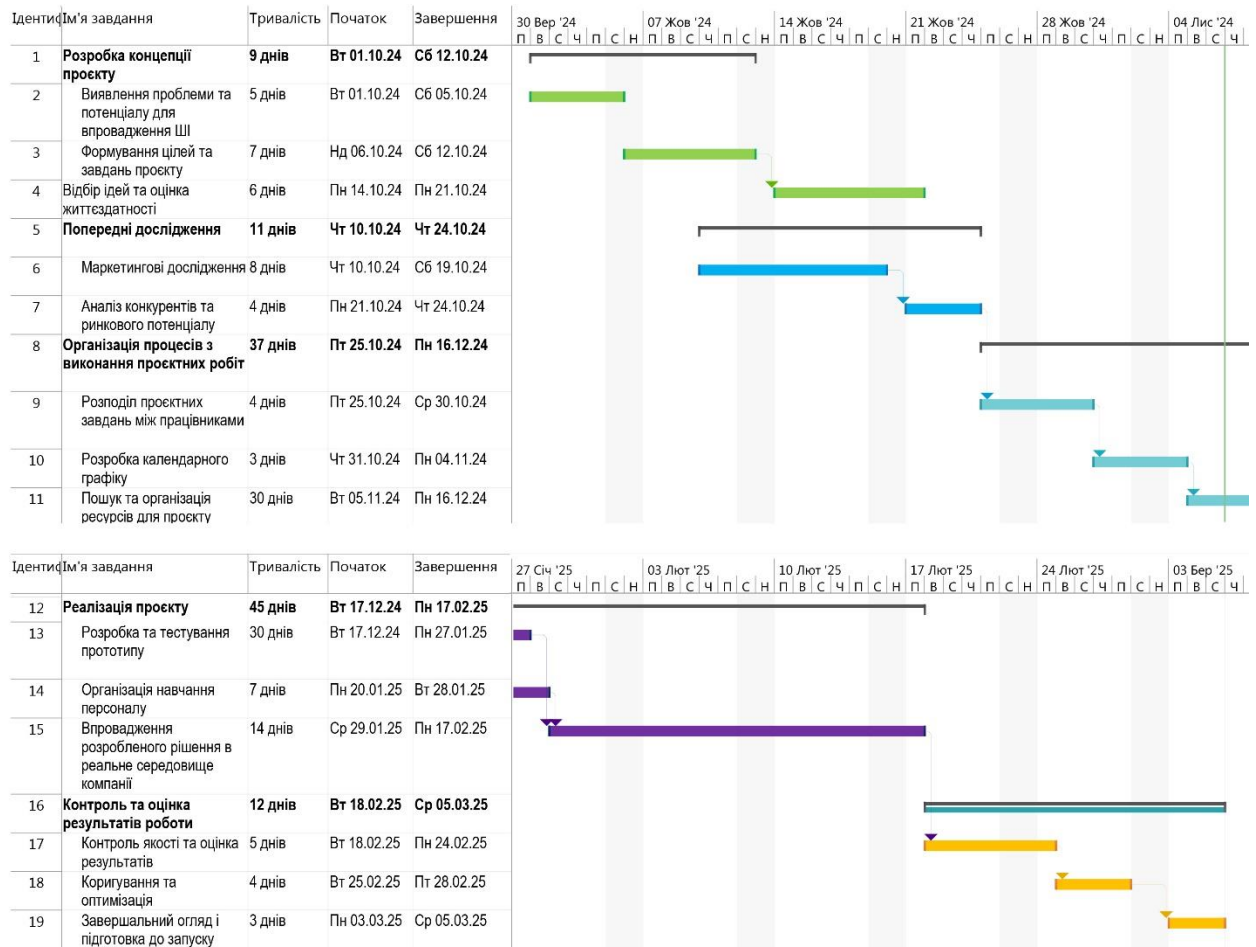 Ідентиф Ім'я завдання Тривалість Початок Завершення 30 Вер '24 07 Жов '24 14 Жов '24 21 Жов '24 28 Жов '24 04 Лис '24
П В С Ч П С Н П В С Ч П С Н П В С Ч П С Н П В С Ч П С Н П В С Ч П С Н П В С Ч
1 Розробка концепції 9 днів Вт 01.10.24 Сб 12.10.24
проєкту
2 Виявлення проблеми та 5 днів Вт 01.10.24 Сб 05.10.24
потенціалу для
впровадження ШІ
3 Формування цілей та 7 днів Нд 06.10.24 Сб 12.10.24
завдань проєкту
4 Відбір ідей та оцінка 6 днів Пн 14.10.24 Пн 21.10.24
життєздатності
5 Попередні дослідження 11 днів Чт 10.10.24 Чт 24.10.24
6 Маркетингові дослідження 8 днів Чт 10.10.24 Сб 19.10.24
7 Аналіз конкурентів та 4 днів Пн 21.10.24 Чт 24.10.24
ринкового потенціалу
8 Організація процесів з 37 днів Пт 25.10.24 Пн 16.12.24
виконання проєктних робіт
9 Розподіл проєктних 4 днів Пт 25.10.24 Ср 30.10.24
завдань між працівниками
10 Розробка календарного 3 днів Чт 31.10.24 Пн 04.11.24
графіку
11 Пошук та організація 30 днів Вт 05.11.24 Пн 16.12.24
ресурсів для проєкту
Ідентиф Ім'я завдання Тривалість Початок Завершення 27 Січ '25 03 Лют '25 10 Лют '25 17 Лют '25 24 Лют '25 03 Бер '25
П В С Ч П С Н П В С Ч П С Н П В С Ч П С Н П В С Ч П С Н П В С Ч П С Н П В С Ч
12 Реалізація проєкту 45 днів Вт 17.12.24 Пн 17.02.25
13 Розробка та тестування 30 днів Вт 17.12.24 Пн 27.01.25
прототипу
14 Організація навчання 7 днів Пн 20.01.25 Вт 28.01.25
персоналу
15 Впровадження 14 днів Ср 29.01.25 Пн 17.02.25
розробленого рішення в
реальне середовище
компанії
16 Контроль та оцінка 12 днів Вт 18.02.25 Ср 05.03.25
результатів роботи
17 Контроль якості та оцінка 5 днів Вт 18.02.25 Пн 24.02.25
результатів
18 Коригування та 4 днів Вт 25.02.25 Пт 28.02.25
оптимізація
19 Завершальний огляд і 3 днів Пн 03.03.25 Ср 05.03.25
підготовка до запуску